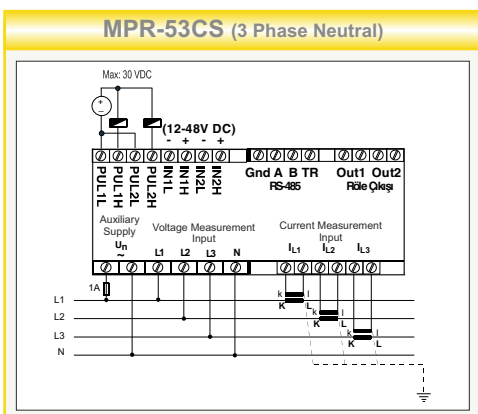 MPR-53CS (3 Phase Neutral)
Max: 30 VDC
+
-
(12-48V DC)
- + - +
PUL1L PUL1H PUL2L PUL2H IN1L IN1H IN2L IN2H
Gnd A B TR Out1 Out2
RS-485 Röle Çıkışı
Auxiliary
Supply
Un
~
Voltage Measurement
Input
L1 L2 L3 N
Current Measurement
Input
IL1 IL2 IL3
1A
L1
k l
K L
L2
k l
K L
L3
k l
K L
N